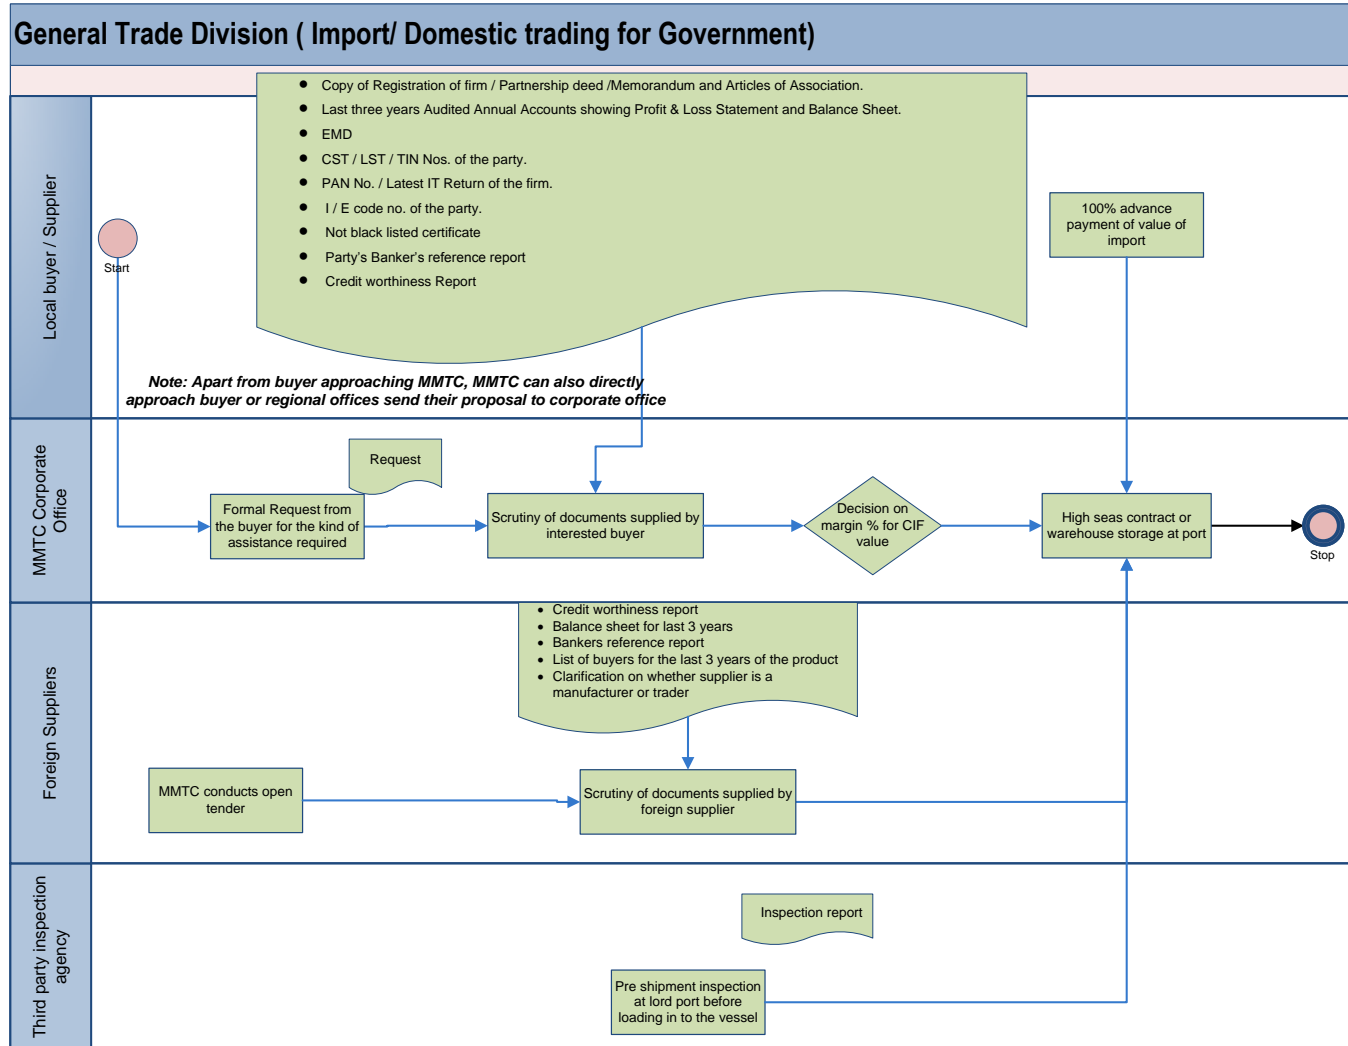 General Trade Division ( Import/ Domestic trading for Government)
Local buyer / Supplier
• Copy of Registration of firm / Partnership deed /Memorandum and Articles of Association.
• Last three years Audited Annual Accounts showing Profit & Loss Statement and Balance Sheet.
• EMD
• CST / LST / TIN Nos. of the party.
• PAN No. / Latest IT Return of the firm.
• I / E code no. of the party.
• Not black listed certificate
• Party's Banker's reference report
• Credit worthiness Report
Start
100% advance
payment of value of
import
Note: Apart from buyer approaching MMTC, MMTC can also directly
approach buyer or regional offices send their proposal to corporate office
MMTC Corporate
Office
Request
Formal Request from
the buyer for the kind of
assistance required
Scrutiny of documents supplied by
interested buyer
Decision on
margin % for CIF
value
High seas contract or
warehouse storage at port
Stop
Foreign Suppliers
• Credit worthiness report
• Balance sheet for last 3 years
• Bankers reference report
• List of buyers for the last 3 years of the product
• Clarification on whether supplier is a
manufacturer or trader
MMTC conducts open
tender
Scrutiny of documents supplied by
foreign supplier
Third party inspection
agency
Inspection report
Pre shipment inspection
at lord port before
loading in to the vessel